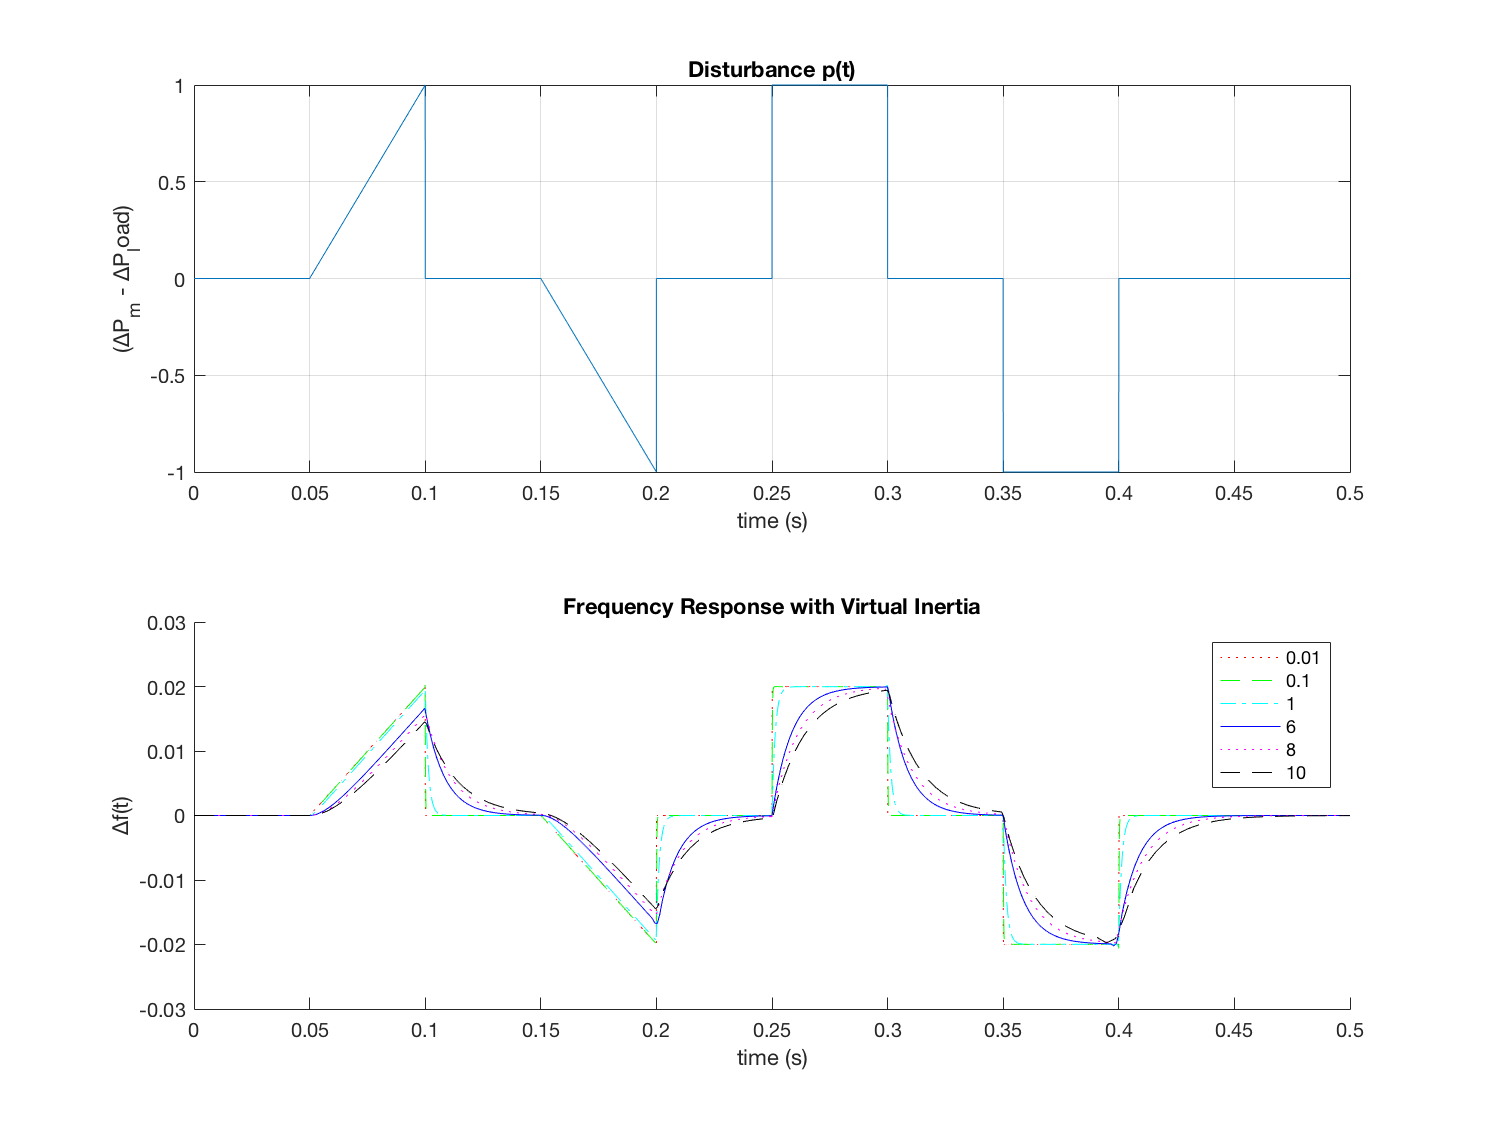 Disturbance p(t)
(ΔPm - ΔPload)
1
0.5
0
-0.5
-1
0 0.05 0.1 0.15 0.2 0.25 0.3 0.35 0.4 0.45 0.5
time (s)
Frequency Response with Virtual Inertia
Δf(t)
0.03
0.02
0.01
0
-0.01
-0.02
-0.03
0.01
0.1
1
6
8
10
0 0.05 0.1 0.15 0.2 0.25 0.3 0.35 0.4 0.45 0.5
time (s)